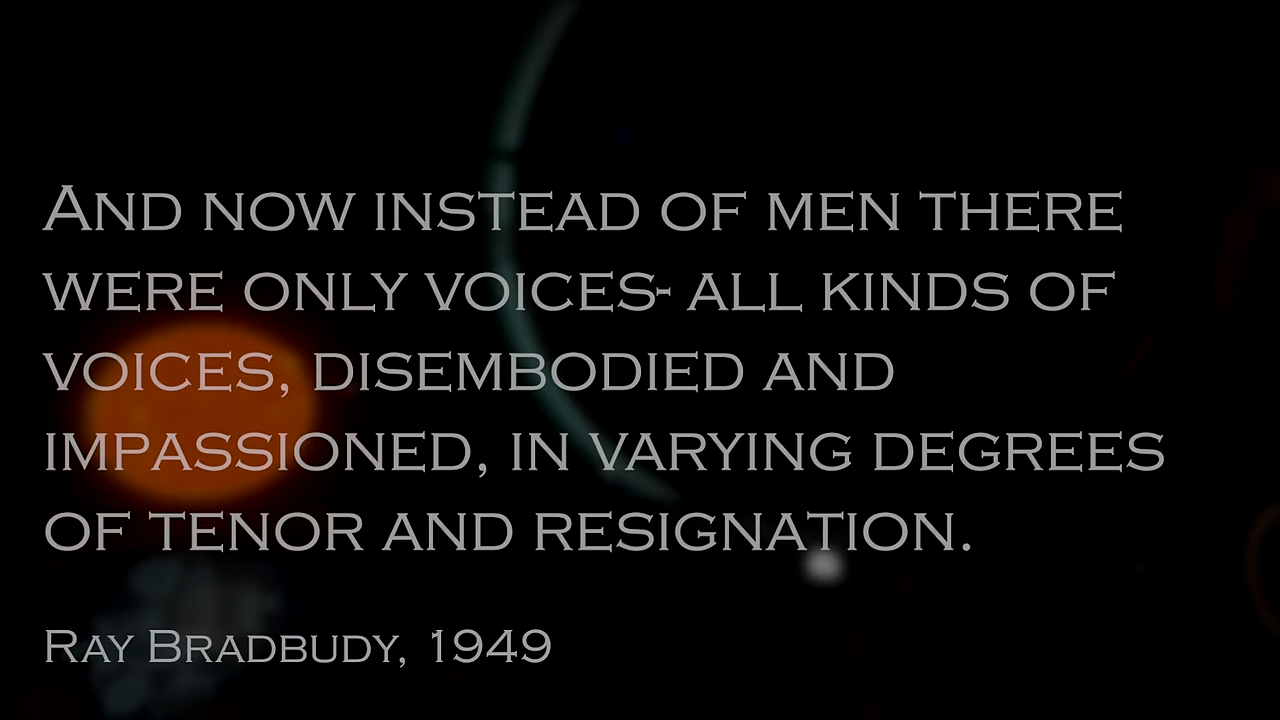 And now instead of men there
were only voices- all kinds of
voices, disembodied and
impassioned, in varying degrees
of tenor and resignation.
Ray Bradbudy, 1949